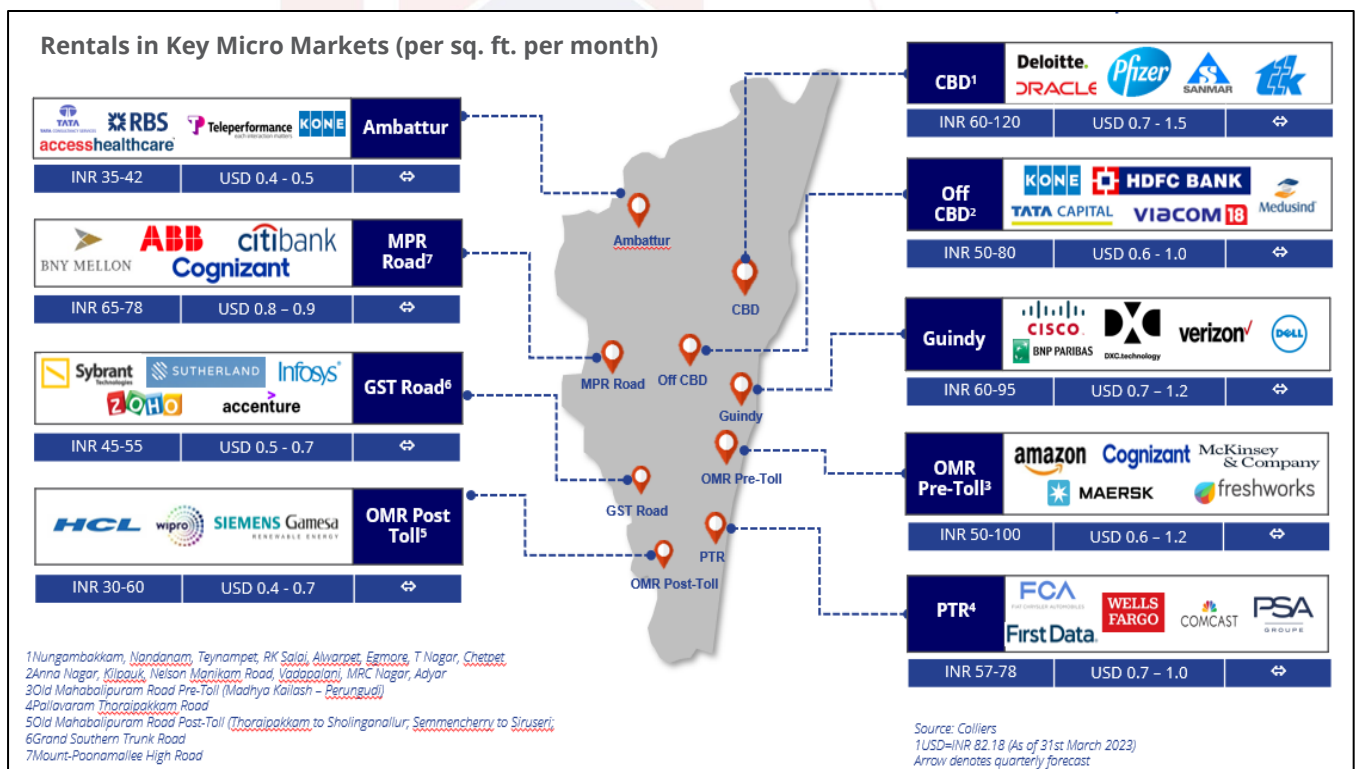 Rentals in Key Micro Markets (per sq. ft. per month)
TATA
TATA CONSULTANCY SERVICES
RBS
Teleperformance
each interaction matters
KONE
accesshealthcare
Ambattur
INR 35-42
USD 0.4 - 0.5
⇔
BNY MELLON
ABB
citibank
Cognizant
MPR
Road7
INR 65-78
USD 0.8 – 0.9
⇔
Sybrant
Technologies
SUTHERLAND
Infosys®
ZOHO
accenture
GST Road6
INR 45-55
USD 0.5 - 0.7
⇔
HCL
wipro
SIEMENS Gamesa
RENEWABLE ENERGY
OMR Post
Toll5
INR 30-60
USD 0.4 - 0.7
⇔
Ambattur
CBD
MPR Road
Off CBD
Guindy
OMR Pre-Toll
GST Road
PTR
OMR Post-Toll
CBD1
Deloitte.
ORACLE
Pfizer
S
SANMAR
INR 60-120
USD 0.7 - 1.5
⇔
Off
CBD2
KONE
HDFC BANK
TATA CAPITAL
VIACOM 18
Medusind
INR 50-80
USD 0.6 - 1.0
⇔
Guindy
CISCO
BNP PARIBAS
DXC.technology
verizon✓
DELL
INR 60-95
USD 0.7 – 1.2
⇔
OMR
Pre-Toll3
amazon
Cognizant
McKinsey
& Company
MAERSK
freshworks
INR 50-100
USD 0.6 – 1.2
⇔
PTR4
FCA
FIAT CHRYSLER AUTOMOBILES
First Data.
WELLS
FARGO
COMCAST
PSA
GROUPE
INR 57-78
USD 0.7 – 1.0
⇔
1Nungambakkam, Nandanam, Teynampet, RK Salai, Alwarpet, Egmore, T Nagar, Chetpet
2Anna Nagar, Kilpauk, Nelson Manikam Road, Vadapalani, MRC Nagar, Adyar
3Old Mahabalipuram Road Pre-Toll (Madhya Kailash – Perungudi)
4Pallavaram Thoraipakkam Road
5Old Mahabalipuram Road Post-Toll (Thoraipakkam to Sholinganallur; Semmencherry to Siruseri;
6Grand Southern Trunk Road
7Mount-Poonamallee High Road
Source: Colliers
1USD=INR 82.18 (As of 31st March 2023)
Arrow denotes quarterly forecast